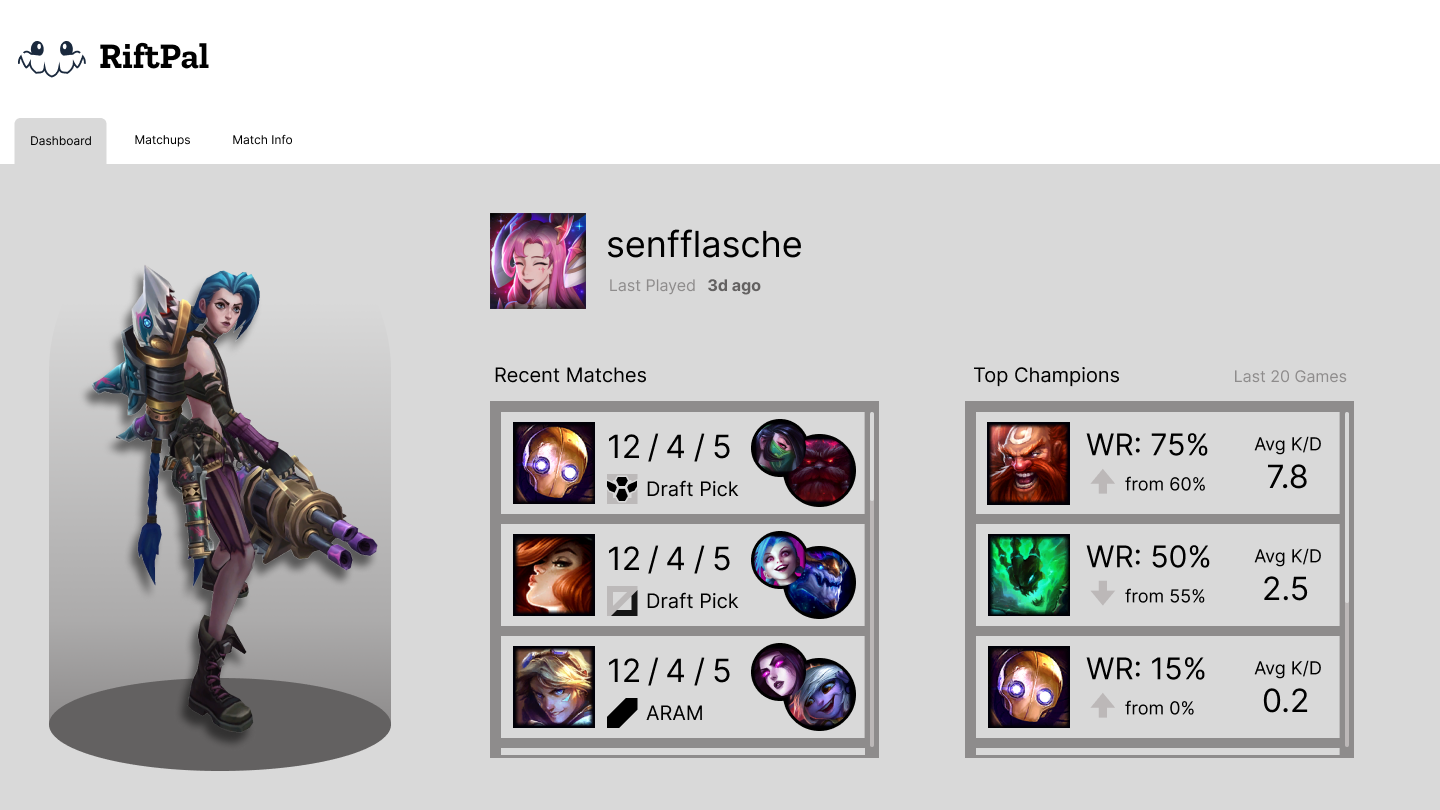 RiftPal
Dashboard
Matchups
Match Info
senfflasche
Last Played 3d ago
Recent Matches
12 / 4 / 5
Draft Pick
12 / 4 / 5
Draft Pick
12 / 4 / 5
ARAM
Top Champions
Last 20 Games
WR: 75%
from 60%
Avg K/D
7.8
WR: 50%
from 55%
Avg K/D
2.5
WR: 15%
from 0%
Avg K/D
0.2